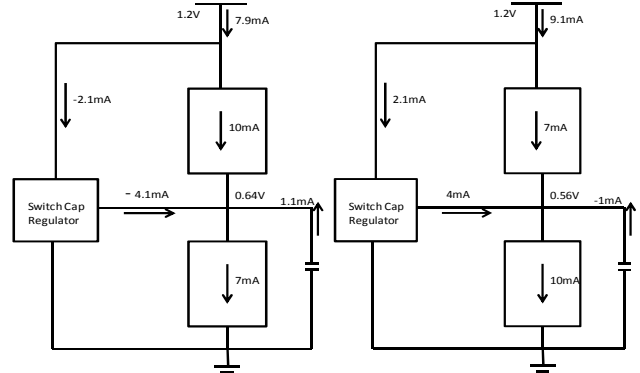 1.2V
7.9mA
-2.1mA
10mA
Switch Cap
Regulator
- 4.1mA
0.64V
1.1mA
7mA
1.2V
9.1mA
2.1mA
7mA
Switch Cap
Regulator
4mA
0.56V
-1mA
10mA